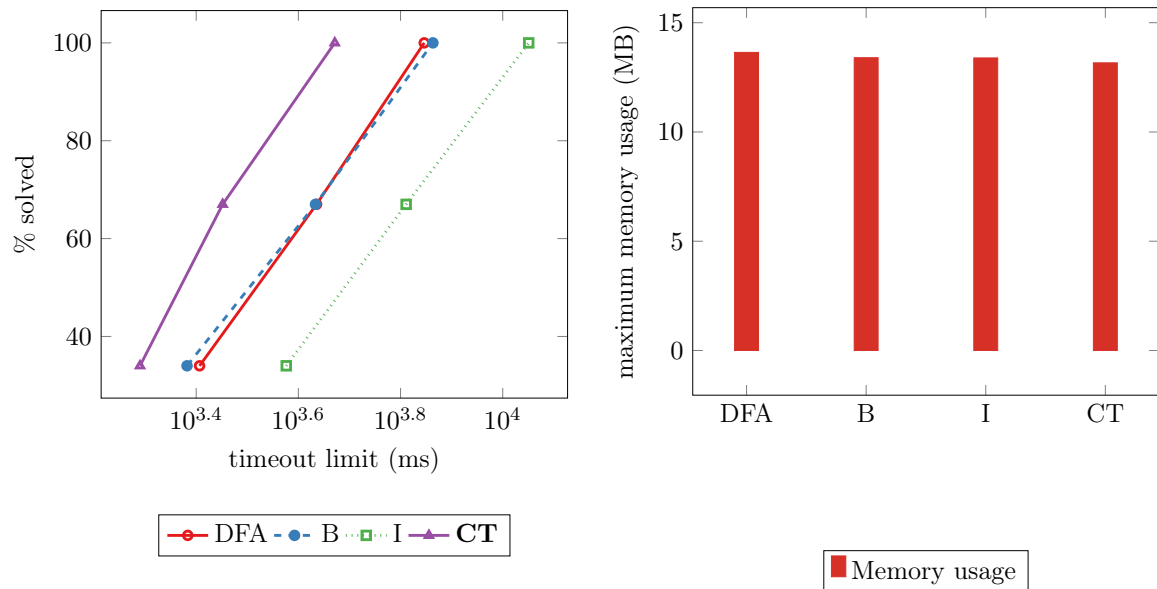 % solved
100
80
60
40
10^3.4 10^3.6 10^3.8 10^4
timeout limit (ms)
DFA B I CT
maximum memory usage (MB)
15
10
5
0
DFA B I CT
Memory usage